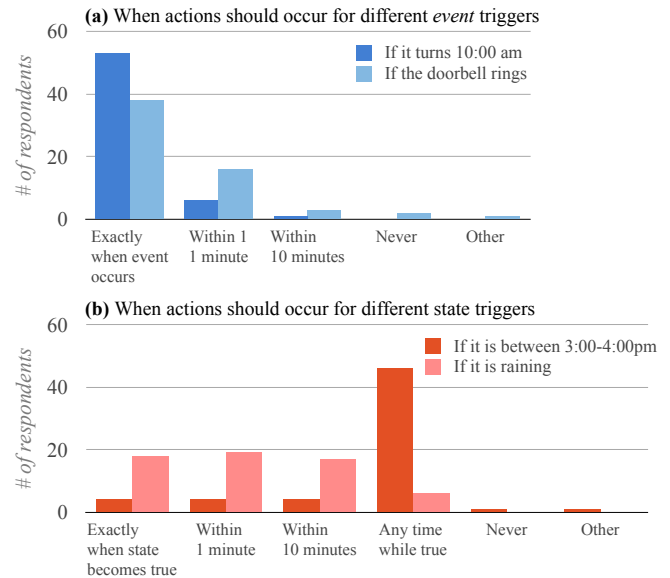 (a) When actions should occur for different event triggers
60
40
20
0
# of respondents
If it turns 10:00 am
If the doorbell rings
Exactly
when event
occurs
Within 1
1 minute
Within
10 minutes
Never
Other
(b) When actions should occur for different state triggers
60
40
20
0
# of respondents
If it is between 3:00-4:00pm
If it is raining
Exactly
when state
becomes true
Within
1 minute
Within
10 minutes
Any time
while true
Never
Other